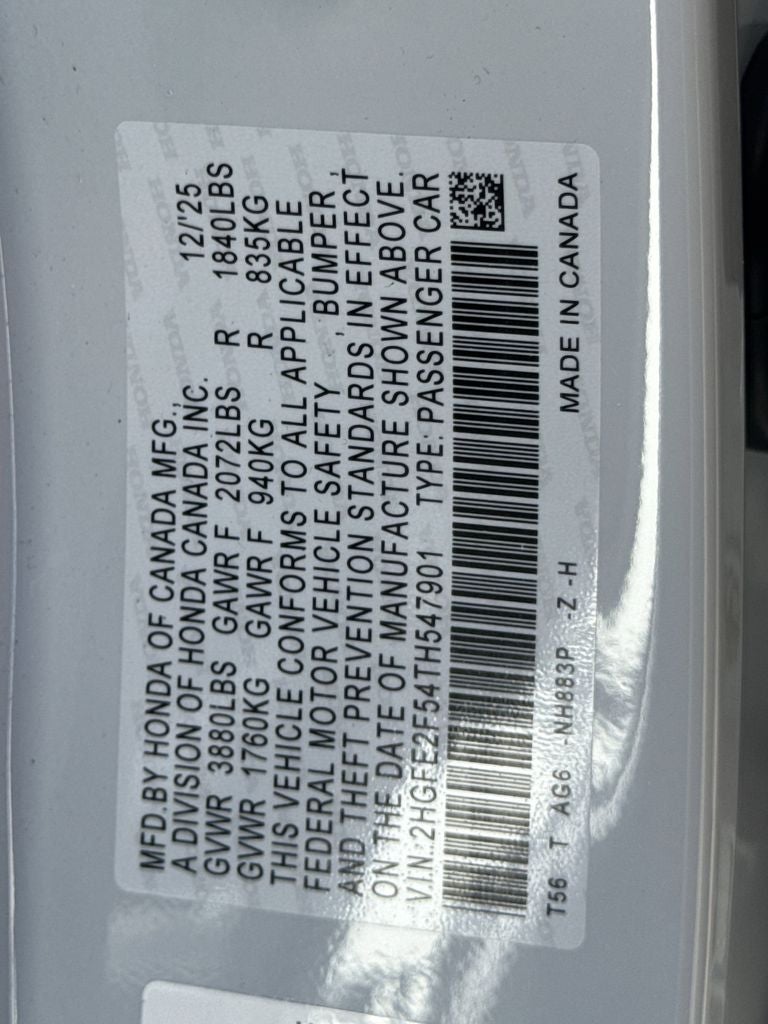 MFD.BY HONDA OF CANADA MFG., 12/'25
A DIVISION OF HONDA CANADA INC.
GVWR 3880LBS GAWR F 2072LBS R 1840LBS
GVWR 1760KG GAWR F 940KG R 835KG
THIS VEHICLE CONFORMS TO ALL APPLICABLE
FEDERAL MOTOR VEHICLE SAFETY, BUMPER,
AND THEFT PREVENTION STANDARDS IN EFFECT
ON THE DATE OF MANUFACTURE SHOWN ABOVE.
V.I.N:2HGFE2F54TH547901 TYPE: PASSENGER CAR
T56 T AG6 -NH883P -Z -H MADE IN CANADA